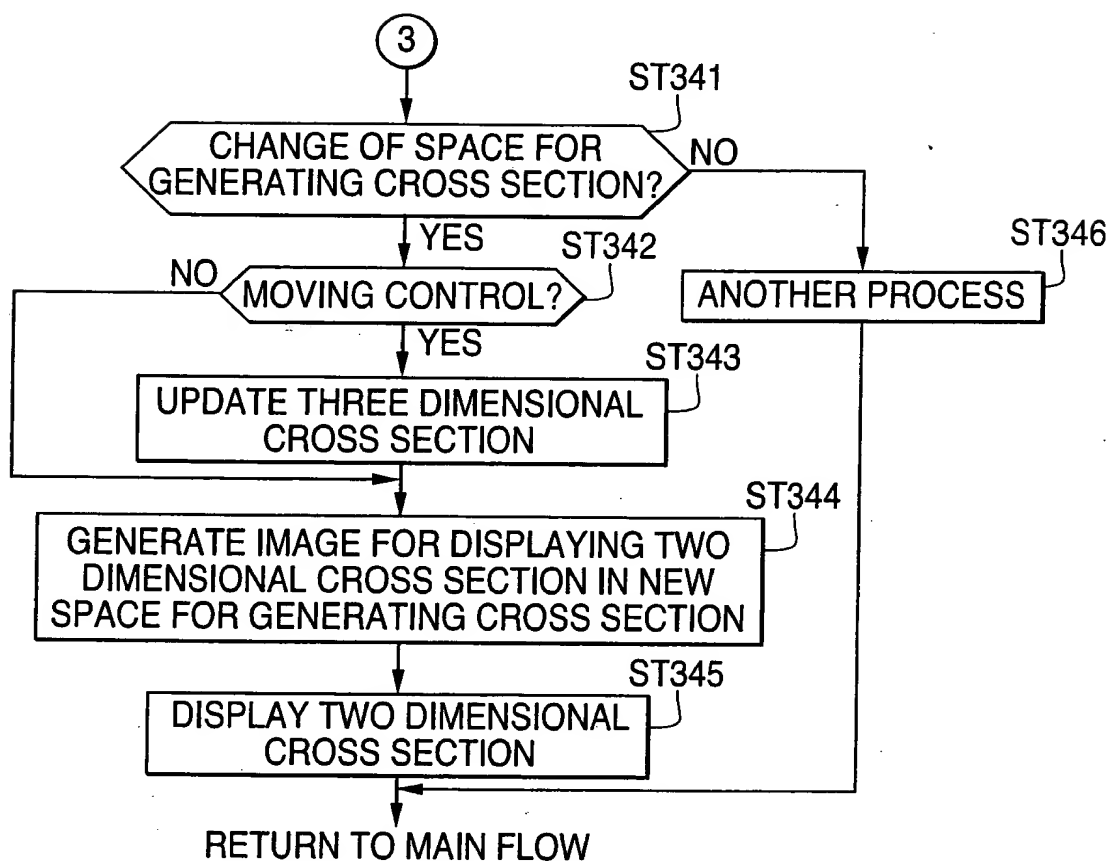 3
ST341
CHANGE OF SPACE FOR
GENERATING CROSS SECTION?
NO
YES
ST342
NO
MOVING CONTROL?
ST346
ANOTHER PROCESS
YES
ST343
UPDATE THREE DIMENSIONAL
CROSS SECTION
ST344
GENERATE IMAGE FOR DISPLAYING TWO
DIMENSIONAL CROSS SECTION IN NEW
SPACE FOR GENERATING CROSS SECTION
ST345
DISPLAY TWO DIMENSIONAL
CROSS SECTION
RETURN TO MAIN FLOW